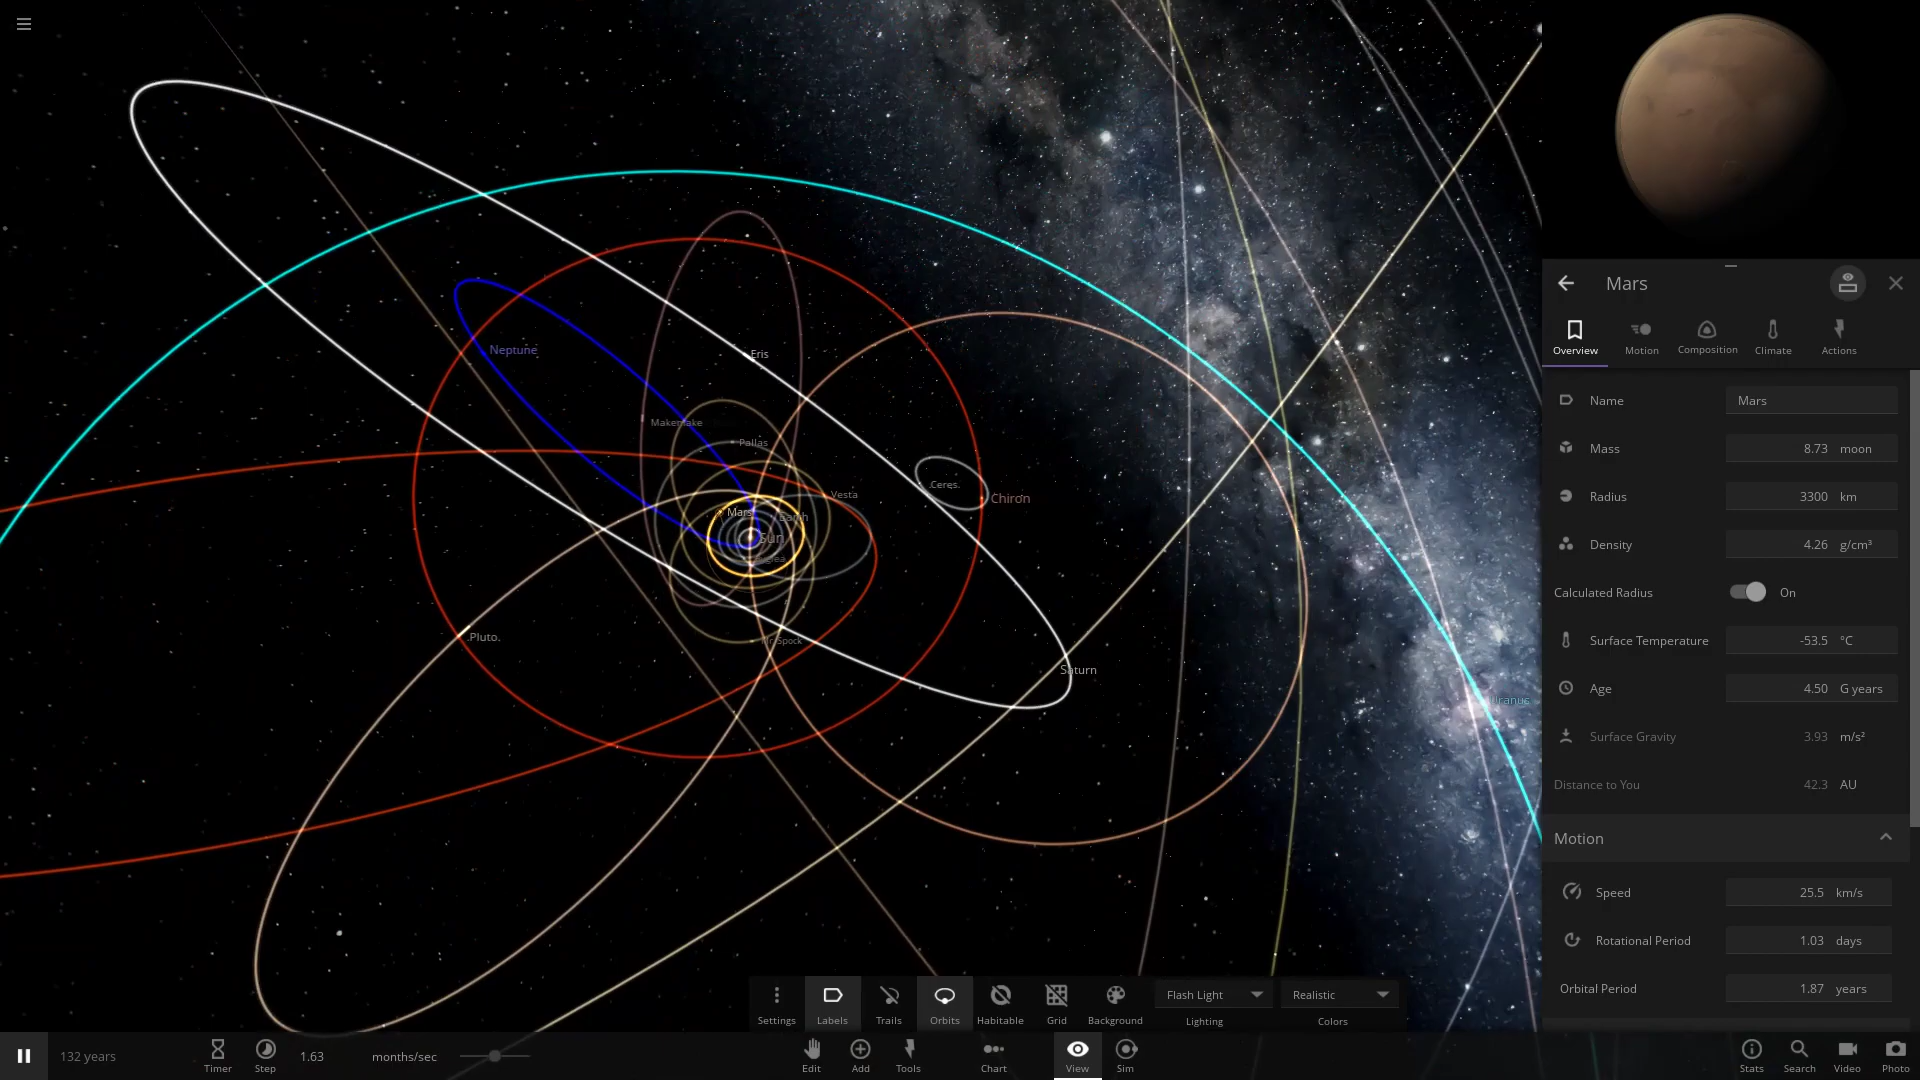 Neptune
Eris
Makemake
Pallas
Vesta
Ceres.
Chiron
Mars
Sun
Pluto.
Mr. Spock
Saturn
Uranus
Mars
Overview
Motion
Composition
Climate
Actions
Name Mars
Mass 8.73 moon
Radius 3300 km
Density 4.26 g/cm³
Calculated Radius On
Surface Temperature -53.5 °C
Age 4.50 G years
Surface Gravity 3.93 m/s²
Distance to You 42.3 AU
Motion
Speed 25.5 km/s
Rotational Period 1.03 days
Orbital Period 1.87 years
Settings
Labels
Trails
Orbits
Habitable
Grid
Background
Flash Light
Lighting
Realistic
Colors
132 years
Timer
Step
1.63 months/sec
Edit
Add
Tools
Chart
View
Sim
Stats
Search
Video
Photo